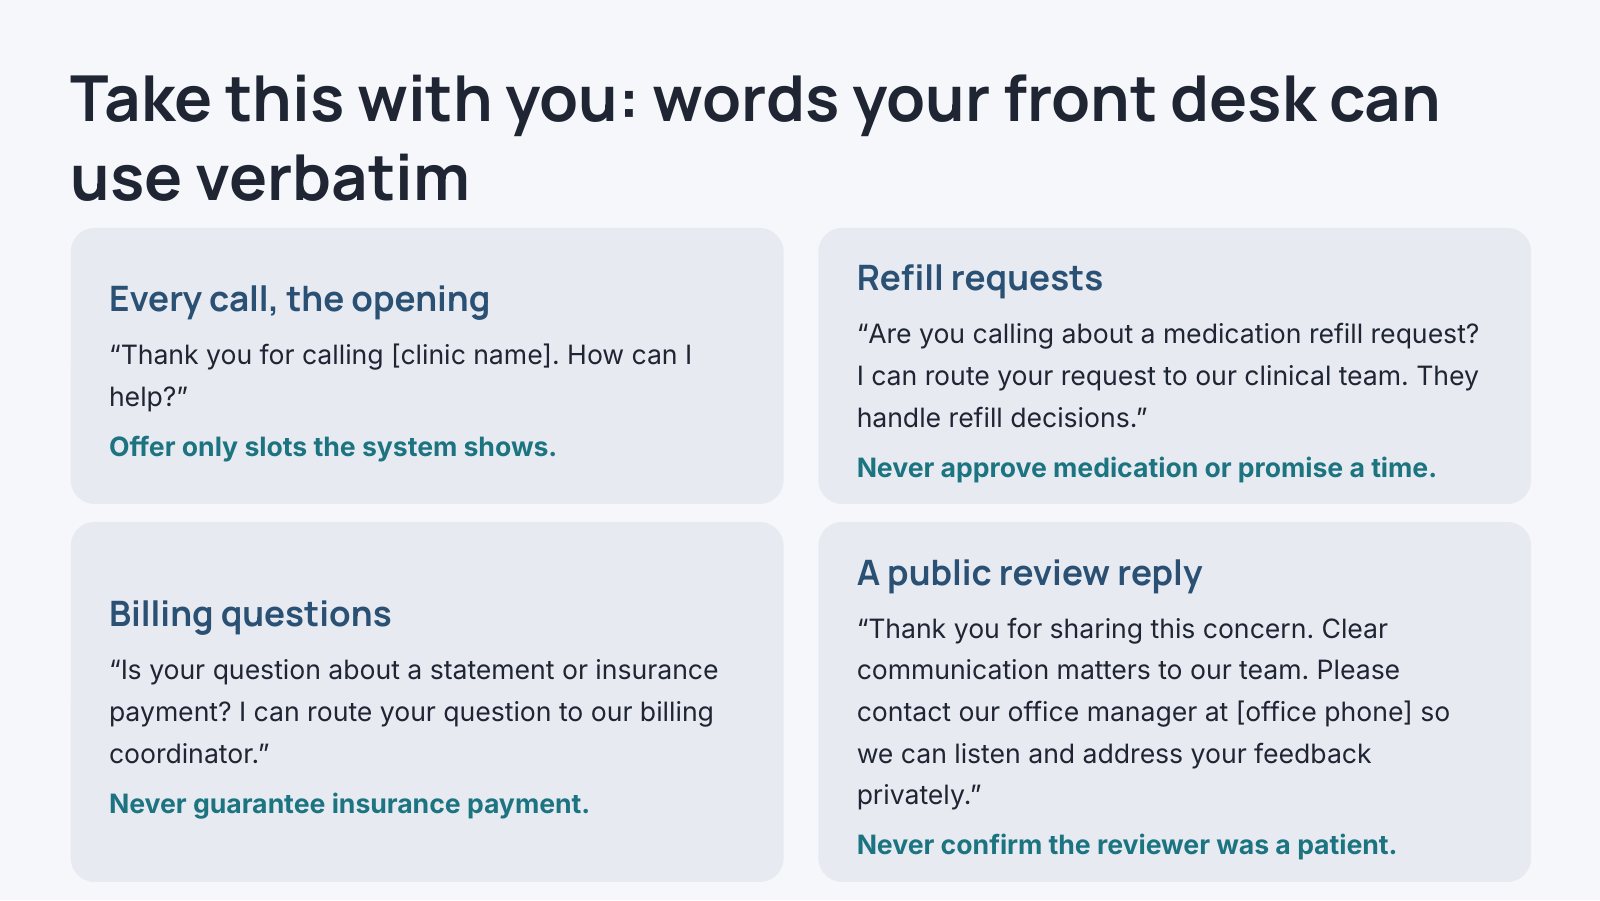 Take this with you: words your front desk can
use verbatim
Every call, the opening
“Thank you for calling [clinic name]. How can I
help?”
Offer only slots the system shows.
Refill requests
“Are you calling about a medication refill request?
I can route your request to our clinical team. They
handle refill decisions.”
Never approve medication or promise a time.
Billing questions
“Is your question about a statement or insurance
payment? I can route your question to our billing
coordinator.”
Never guarantee insurance payment.
A public review reply
“Thank you for sharing this concern. Clear
communication matters to our team. Please
contact our office manager at [office phone] so
we can listen and address your feedback
privately.”
Never confirm the reviewer was a patient.